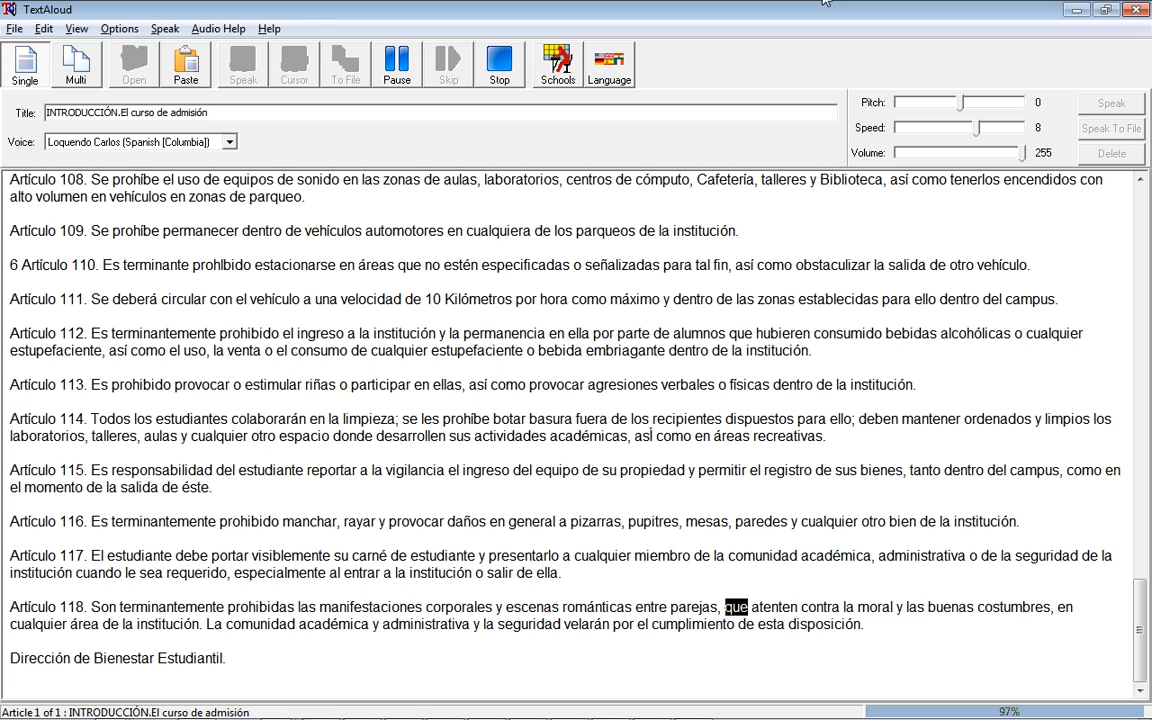 TextAloud
File Edit View Options Speak Audio Help Help
Single Multi Open Paste Speak Cursor To File Pause Skip Stop Schools Language
Title: INTRODUCCIÓN.El curso de admisión
Voice: Loquendo Carlos (Spanish [Columbia])
Pitch: 0 Speak
Speed: 8 Speak To File
Volume: 255 Delete
Artículo 108. Se prohíbe el uso de equipos de sonido en las zonas de aulas, laboratorios, centros de cómputo, Cafetería, talleres y Biblioteca, así como tenerlos encendidos con
alto volumen en vehículos en zonas de parqueo.
Artículo 109. Se prohíbe permanecer dentro de vehículos automotores en cualquiera de los parqueos de la institución.
6 Artículo 110. Es terminante prohlbido estacionarse en áreas que no estén especificadas o señalizadas para tal fin, así como obstaculizar la salida de otro vehículo.
Artículo 111. Se deberá circular con el vehículo a una velocidad de 10 Kilómetros por hora como máximo y dentro de las zonas establecidas para ello dentro del campus.
Artículo 112. Es terminantemente prohibido el ingreso a la institución y la permanencia en ella por parte de alumnos que hubieren consumido bebidas alcohólicas o cualquier
estupefaciente, así como el uso, la venta o el consumo de cualquier estupefaciente o bebida embriagante dentro de la institución.
Artículo 113. Es prohibido provocar o estimular riñas o participar en ellas, así como provocar agresiones verbales o físicas dentro de la institución.
Artículo 114. Todos los estudiantes colaborarán en la limpieza; se les prohíbe botar basura fuera de los recipientes dispuestos para ello; deben mantener ordenados y limpios los
laboratorios, talleres, aulas y cualquier otro espacio donde desarrollen sus actividades académicas, así como en áreas recreativas.
Artículo 115. Es responsabilidad del estudiante reportar a la vigilancia el ingreso del equipo de su propiedad y permitir el registro de sus bienes, tanto dentro del campus, como en
el momento de la salida de éste.
Artículo 116. Es terminantemente prohibido manchar, rayar y provocar daños en general a pizarras, pupitres, mesas, paredes y cualquier otro bien de la institución.
Artículo 117. El estudiante debe portar visiblemente su carné de estudiante y presentarlo a cualquier miembro de la comunidad académica, administrativa o de la seguridad de la
institución cuando le sea requerido, especialmente al entrar a la institución o salir de ella.
Artículo 118. Son terminantemente prohibidas las manifestaciones corporales y escenas románticas entre parejas, que atenten contra la moral y las buenas costumbres, en
cualquier área de la institución. La comunidad académica y administrativa y la seguridad velarán por el cumplimiento de esta disposición.
Dirección de Bienestar Estudiantil.
Article 1 of 1 : INTRODUCCIÓN.El curso de admisión 97%